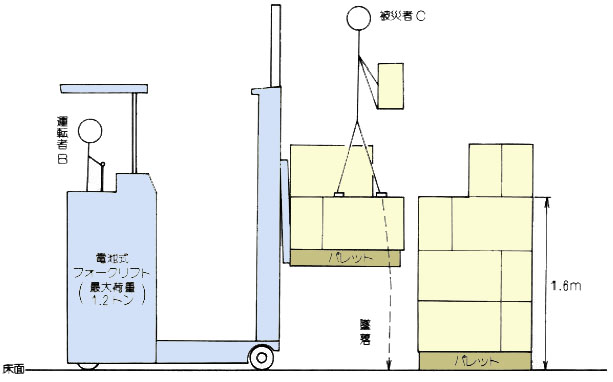 被災者C
運転者B
電池式
フォークリフト
(最大荷重
1.2トン)
パレット
墜落
1.6m
パレット
床面